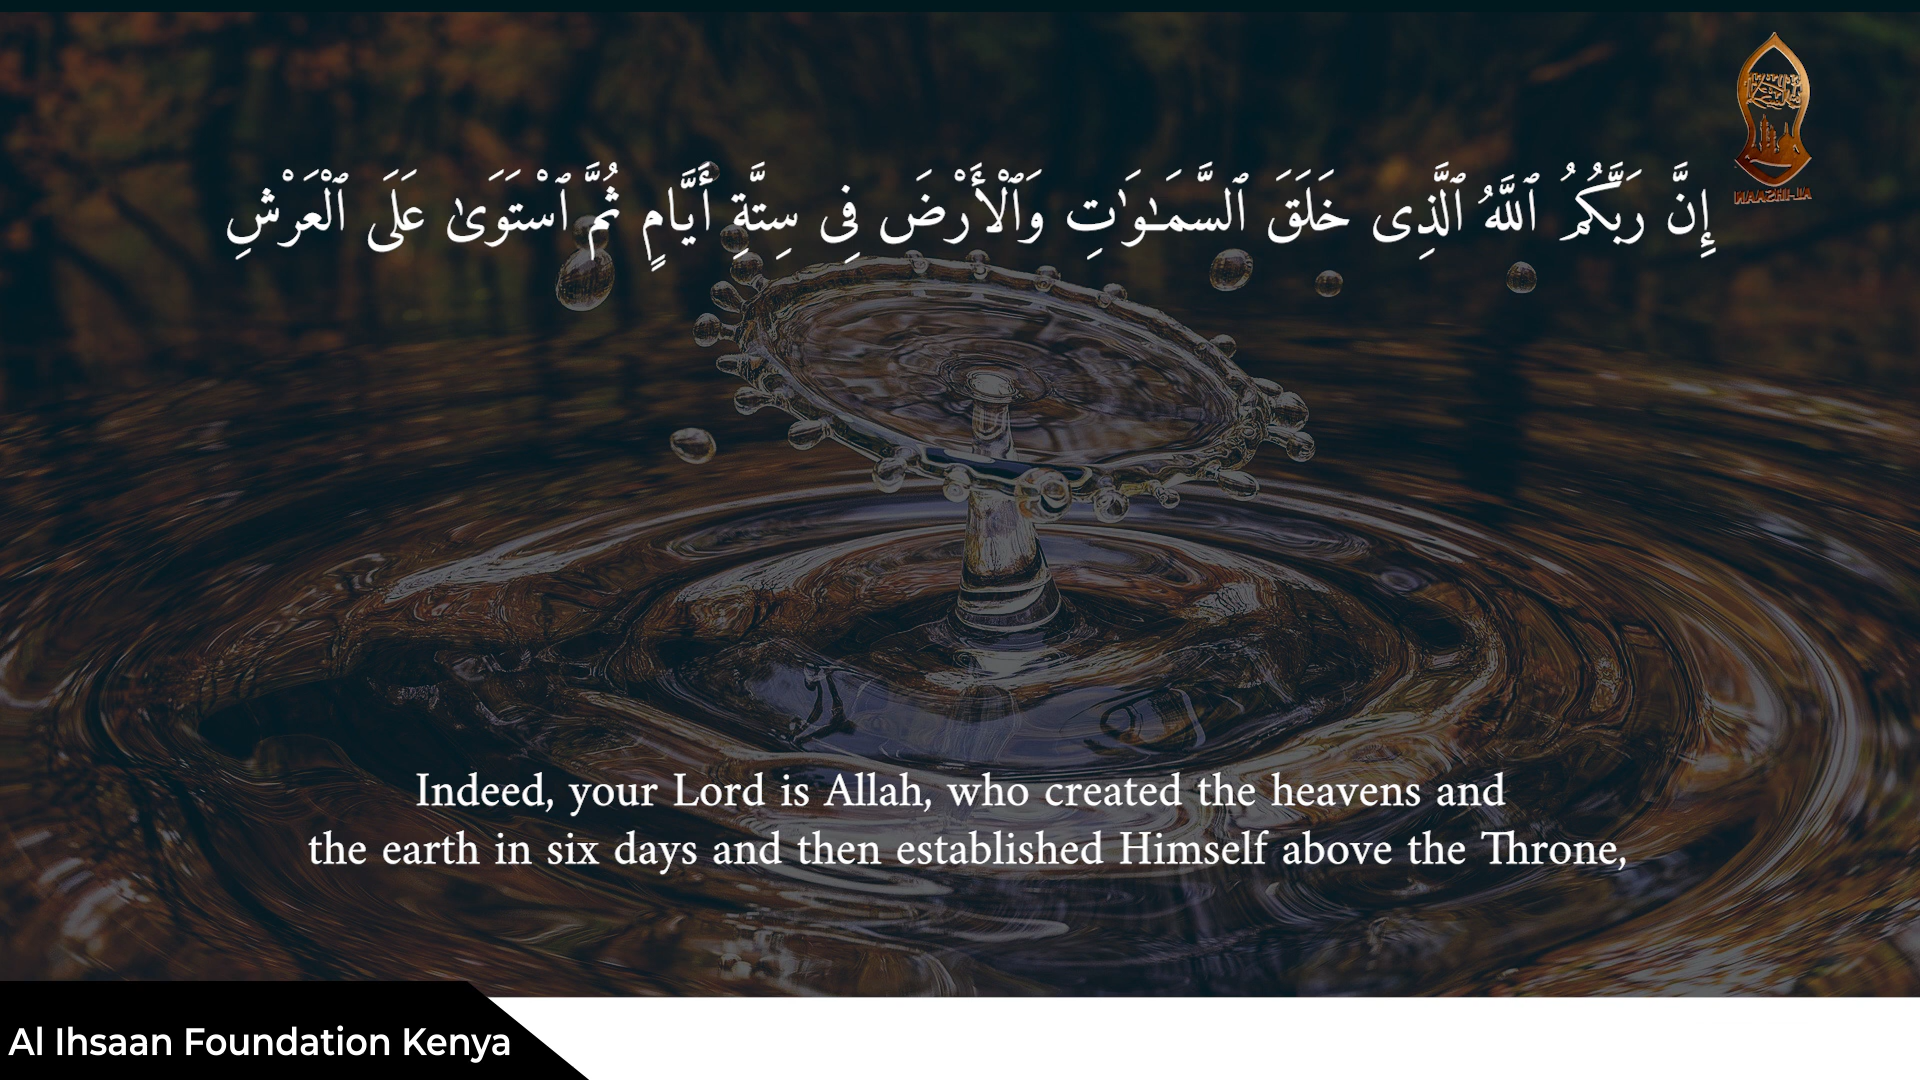 إِنَّ رَبَّكُمُ ٱللَّهُ ٱلَّذِى خَلَقَ ٱلسَّمَـٰوَٰتِ وَٱلْأَرْضَ فِى سِتَّةِ أَيَّامٍ ثُمَّ ٱسْتَوَىٰ عَلَى ٱلْعَرْشِ
Indeed, your Lord is Allah, who created the heavens and
the earth in six days and then established Himself above the Throne,
Al Ihsaan Foundation Kenya